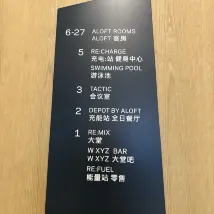 6-27 ALOFT ROOMS
ALOFT 客房
5 RE:CHARGE
充电:站 健身中心
SWIMMING POOL
游泳池
3 TACTIC
会议室
2 DEPOT BY ALOFT
充能站 全日餐厅
1 RE:MIX
大堂
W XYZ BAR
W XYZ 大堂吧
RE:FUEL
能量站 零售